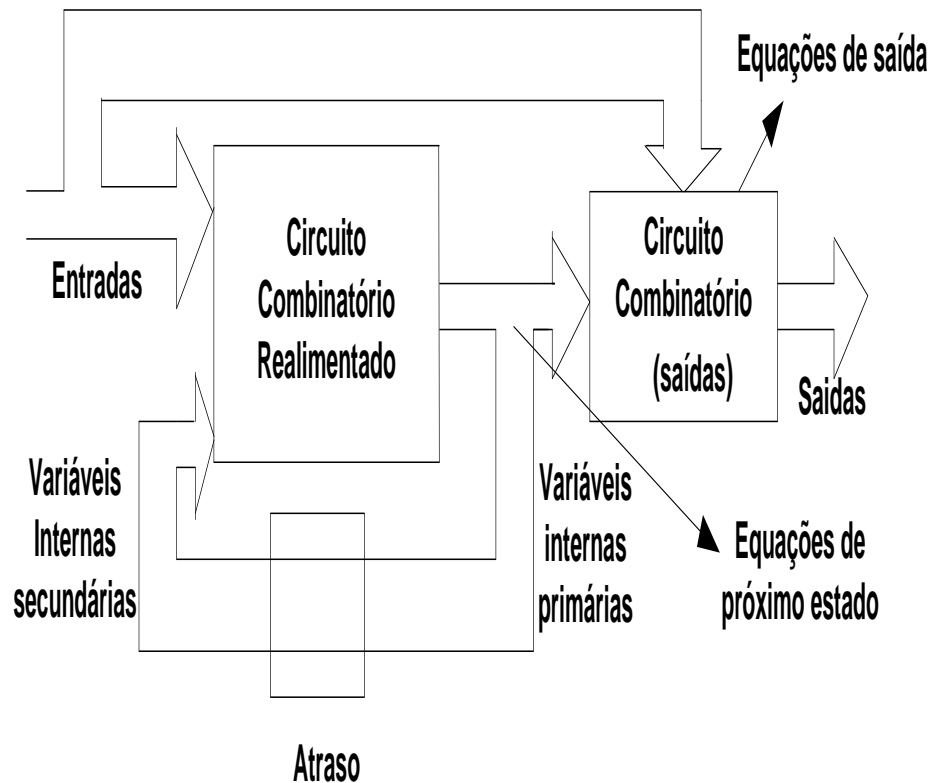 Equações de saída
Entradas
Circuito
Combinatório
Realimentado
Circuito
Combinatório
(saídas)
Saidas
Variáveis
Internas
secundárias
Variáveis
internas
primárias
Equações de
próximo estado
Atraso